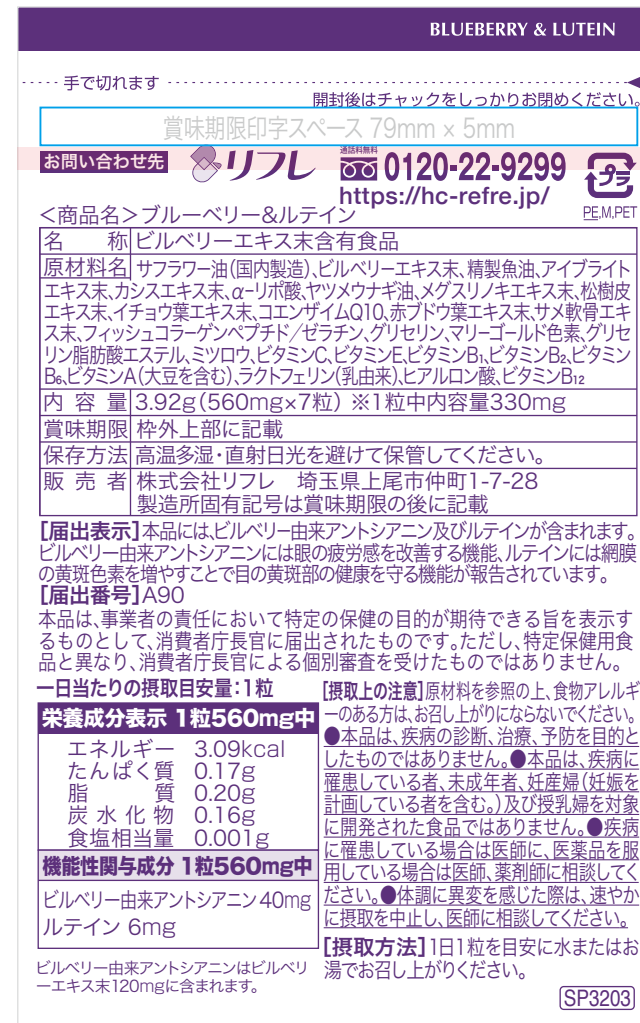 BLUEBERRY & LUTEIN
手で切れます
開封後はチャックをしっかりお閉めください。
賞味期限印字スペース 79mm × 5mm
お問い合わせ先 リフレ 通話料無料 0120-22-9299
https://hc-refre.jp/
プラ
PE,M,PET
<商品名>ブルーベリー&ルテイン
名称 ビルベリーエキス末含有食品
原材料名 サフラワー油(国内製造)、ビルベリーエキス末、精製魚油、アイブライト
エキス末、カシスエキス末、α-リポ酸、ヤツメウナギ油、メグスリノキエキス末、松樹皮
エキス末、イチョウ葉エキス末、コエンザイムQ10、赤ブドウ葉エキス末、サメ軟骨エキ
ス末、フィッシュコラーゲンペプチド/ゼラチン、グリセリン、マリーゴールド色素、グリセ
リン脂肪酸エステル、ミツロウ、ビタミンC、ビタミンE、ビタミンB₁、ビタミンB₂、ビタミン
B₆、ビタミンA(大豆を含む)、ラクトフェリン(乳由来)、ヒアルロン酸、ビタミンB₁₂
内容量 3.92g(560mg×7粒) ※1粒中内容量330mg
賞味期限 枠外上部に記載
保存方法 高温多湿・直射日光を避けて保管してください。
販売者 株式会社リフレ 埼玉県上尾市仲町1-7-28
製造所固有記号は賞味期限の後に記載
[届出表示]本品には、ビルベリー由来アントシアニン及びルテインが含まれます。
ビルベリー由来アントシアニンには眼の疲労感を改善する機能、ルテインには網膜
の黄斑色素を増やすことで目の黄斑部の健康を守る機能が報告されています。
[届出番号]A90
本品は、事業者の責任において特定の保健の目的が期待できる旨を表示す
るものとして、消費者庁長官に届出されたものです。ただし、特定保健用食
品と異なり、消費者庁長官による個別審査を受けたものではありません。
一日当たりの摂取目安量:1粒
栄養成分表示 1粒560mg中
エネルギー 3.09kcal
たんぱく質 0.17g
脂質 0.20g
炭水化物 0.16g
食塩相当量 0.001g
機能性関与成分 1粒560mg中
ビルベリー由来アントシアニン 40mg
ルテイン 6mg
ビルベリー由来アントシアニンはビルベリ
ーエキス末120mgに含まれます。
[摂取上の注意]原材料を参照の上、食物アレルギ
ーのある方は、お召し上がりにならないでください。
●本品は、疾病の診断、治療、予防を目的と
したものではありません。●本品は、疾病に
罹患している者、未成年者、妊産婦(妊娠を
計画している者を含む。)及び授乳婦を対象
に開発された食品ではありません。●疾病
に罹患している場合は医師に、医薬品を服
用している場合は医師、薬剤師に相談してく
ださい。●体調に異変を感じた際は、速やか
に摂取を中止し、医師に相談してください。
[摂取方法]1日1粒を目安に水またはお
湯でお召し上がりください。
SP3203